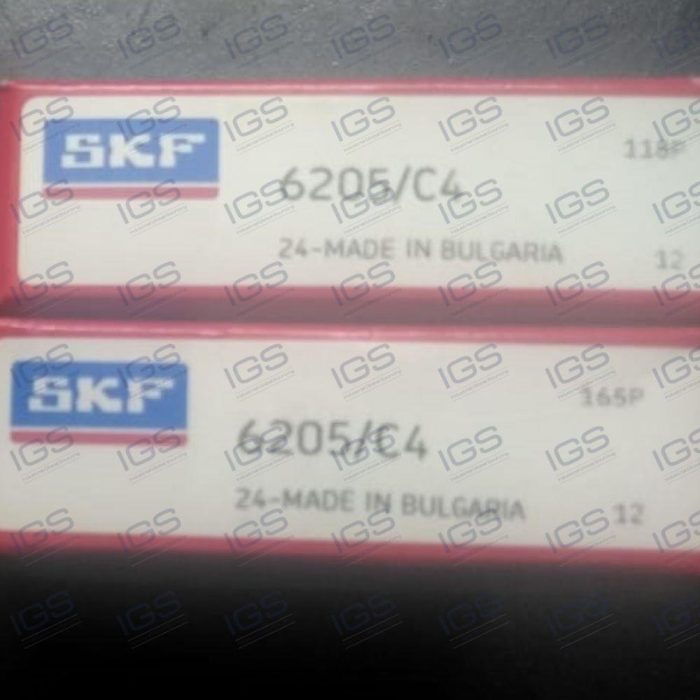 SKF
6205/C4
118P
24-MADE IN BULGARIA
12
SKF
6205/C4
165P
24-MADE IN BULGARIA
12
IGS